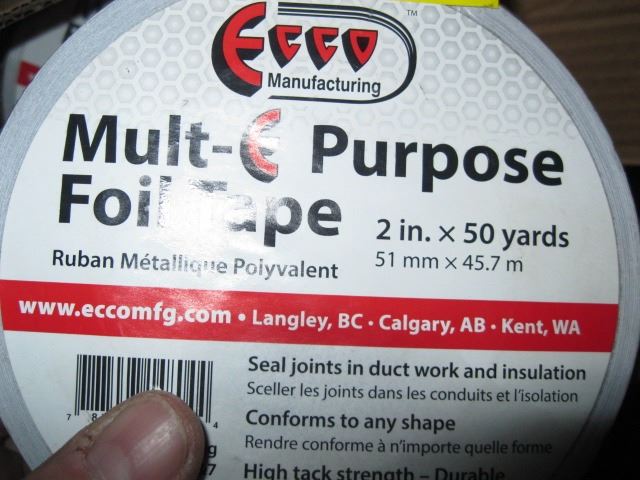 Ecco ™
Manufacturing
Mult-E Purpose
Foil Tape
2 in. × 50 yards
Ruban Métallique Polyvalent
51 mm × 45.7 m
www.eccomfg.com • Langley, BC • Calgary, AB • Kent, WA
Seal joints in duct work and insulation
Sceller les joints dans les conduits et l'isolation
Conforms to any shape
Rendre conforme à n'importe quelle forme
High tack strength – Durable